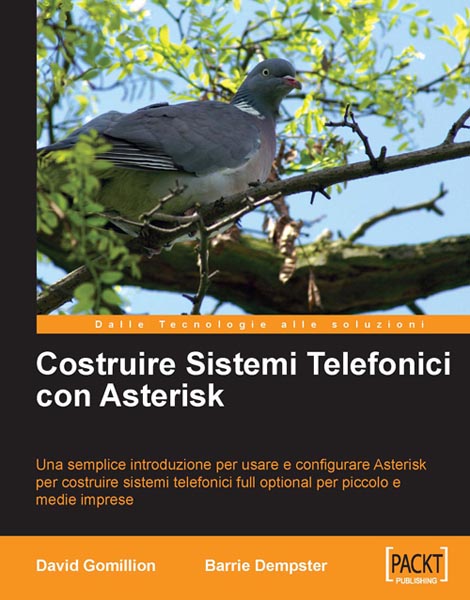 Dalle Tecnologie alle soluzioni
Costruire Sistemi Telefonici
con Asterisk
Una semplice introduzione per usare e configurare Asterisk
per costruire sistemi telefonici full optional per piccolo e
medie imprese
David Gomillion Barrie Dempster
[PACKT]
PUBLISHING